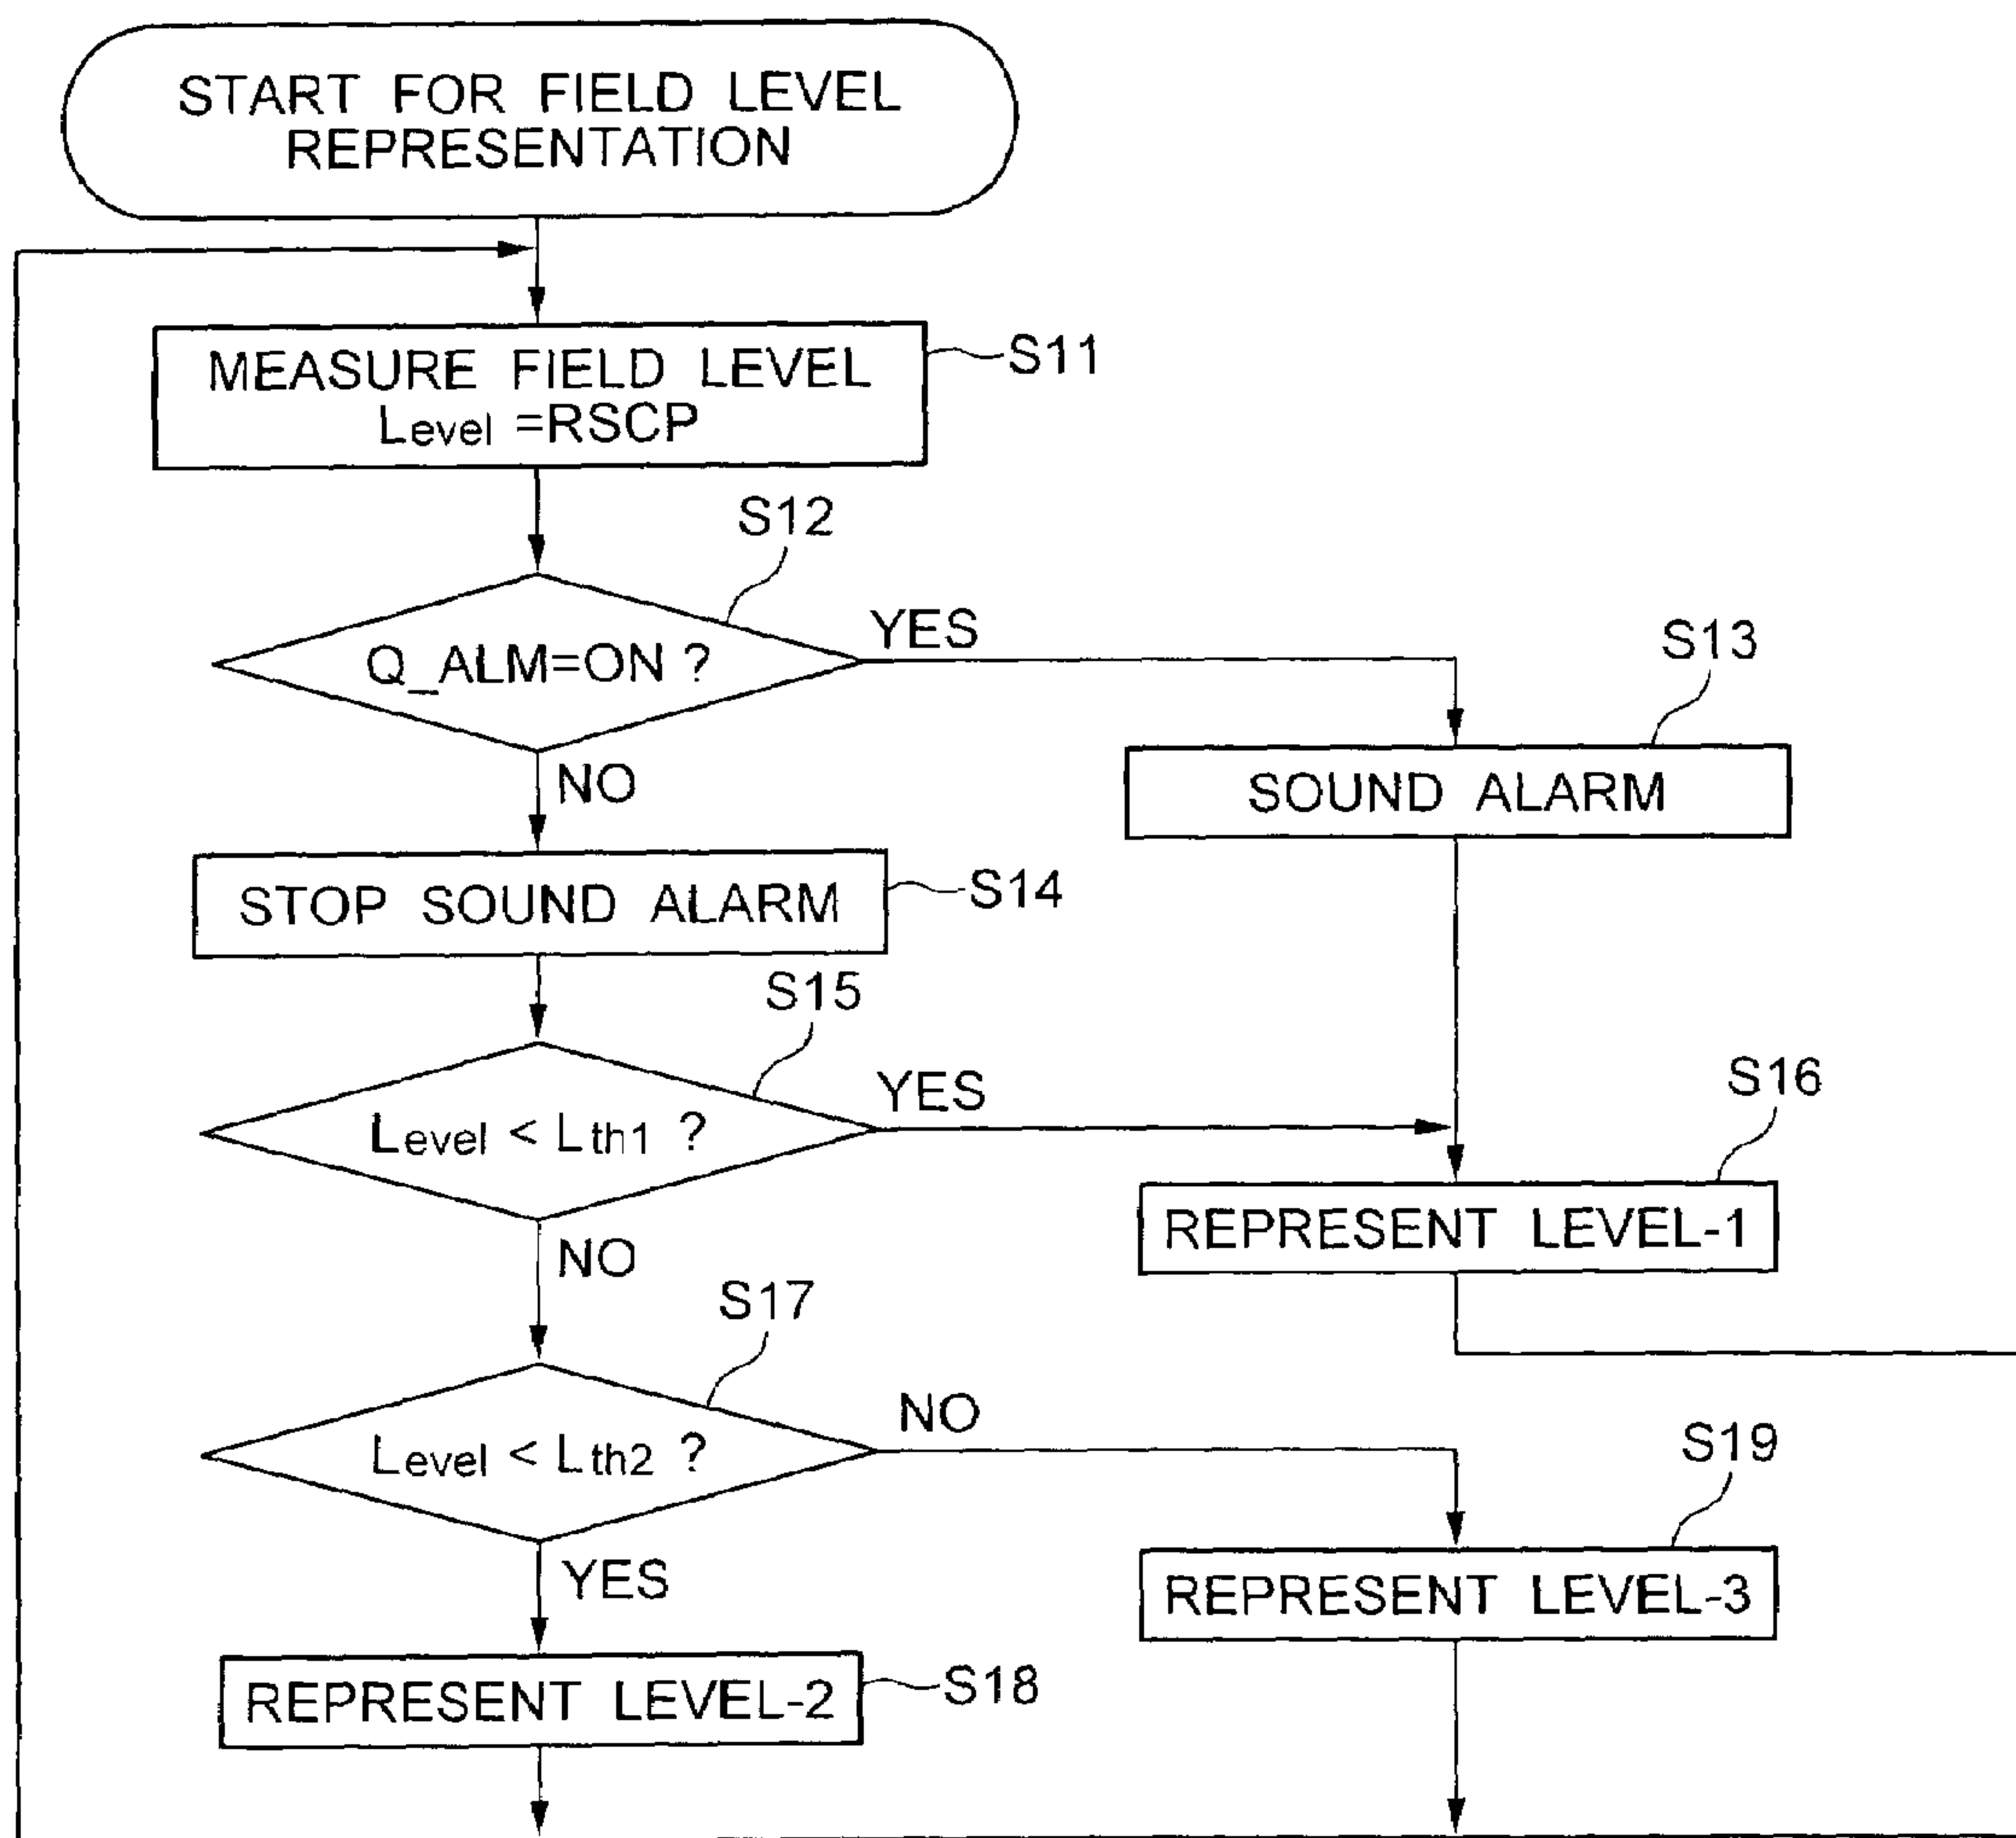 START FOR FIELD LEVEL
REPRESENTATION
MEASURE FIELD LEVEL
Level =RSCP
S11
S12
Q_ALM=ON ?
YES
NO
S13
SOUND ALARM
STOP SOUND ALARM
S14
S15
Level < Lth1 ?
YES
NO
S16
REPRESENT LEVEL-1
S17
Level < Lth2 ?
NO
YES
S19
REPRESENT LEVEL-3
REPRESENT LEVEL-2
S18